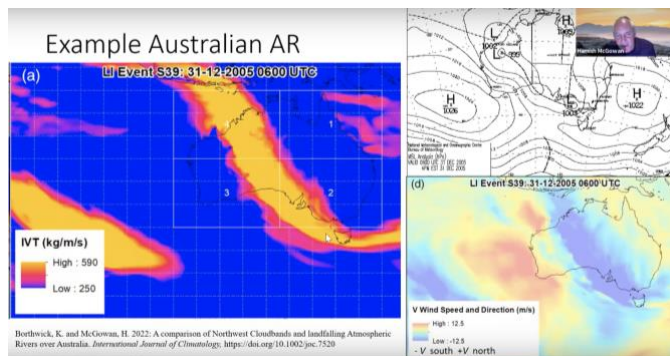 Example Australian AR
(a)
LI Event S39: 31-12-2005 0600 UTC
1
2
3
IVT (kg/m/s)
High : 590
Low : 250
Borthwick, K. and McGowan, H. 2022: A comparison of Northwest Cloudbands and landfalling Atmospheric
Rivers over Australia. International Journal of Climatology, https://doi.org/10.1002/joc.7520
L
1002
L
995
H
H
1026
H
1022
Hamish McGowan
(d)
LI Event S39: 31-12-2005 0600 UTC
V Wind Speed and Direction (m/s)
High : 12.5
Low : -12.5
- V south +V north